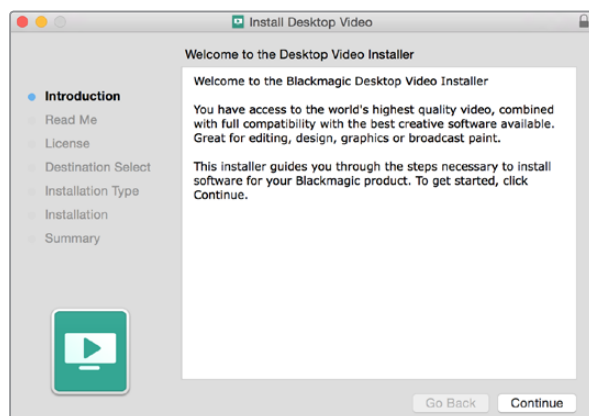 Install Desktop Video
Welcome to the Desktop Video Installer
Introduction
Read Me
License
Destination Select
Installation Type
Installation
Summary
Welcome to the Blackmagic Desktop Video Installer
You have access to the world's highest quality video, combined
with full compatibility with the best creative software available.
Great for editing, design, graphics or broadcast paint.
This installer guides you through the steps necessary to install
software for your Blackmagic product. To get started, click
Continue.
Go Back
Continue